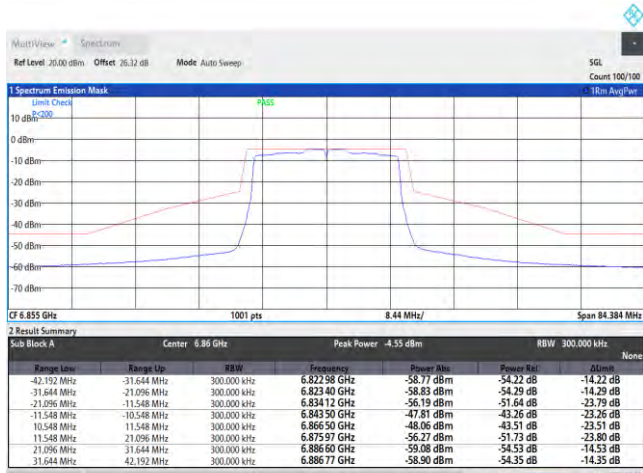 MultiView Spectrum
Ref Level 20.00 dBm Offset 26.32 dB Mode Auto Sweep SGL
Count 100/100
1 Spectrum Emission Mask 1Rm AvgPwr
Limit Check PASS
P<200
10 dBm
0 dBm
-10 dBm
-20 dBm
-30 dBm
-40 dBm
-50 dBm
-60 dBm
-70 dBm
CF 6.855 GHz 1001 pts 8.44 MHz/ Span 84.384 MHz
2 Result Summary
Sub Block A Center 6.86 GHz Peak Power -4.55 dBm RBW 300.000 kHz
None
Range Low Range Up RBW Frequency Power Abs Power Rel ΔLimit
-42.192 MHz -31.644 MHz 300.000 kHz 6.82298 GHz -58.77 dBm -54.22 dB -14.22 dB
-31.644 MHz -21.096 MHz 300.000 kHz 6.82340 GHz -58.83 dBm -54.29 dB -14.29 dB
-21.096 MHz -11.548 MHz 300.000 kHz 6.83412 GHz -56.19 dBm -51.64 dB -23.79 dB
-11.548 MHz -10.548 MHz 300.000 kHz 6.84350 GHz -47.81 dBm -43.26 dB -23.26 dB
10.548 MHz 11.548 MHz 300.000 kHz 6.86650 GHz -48.06 dBm -43.51 dB -23.51 dB
11.548 MHz 21.096 MHz 300.000 kHz 6.87597 GHz -56.27 dBm -51.73 dB -23.80 dB
21.096 MHz 31.644 MHz 300.000 kHz 6.88660 GHz -59.08 dBm -54.53 dB -14.53 dB
31.644 MHz 42.192 MHz 300.000 kHz 6.88677 GHz -58.90 dBm -54.35 dB -14.35 dB